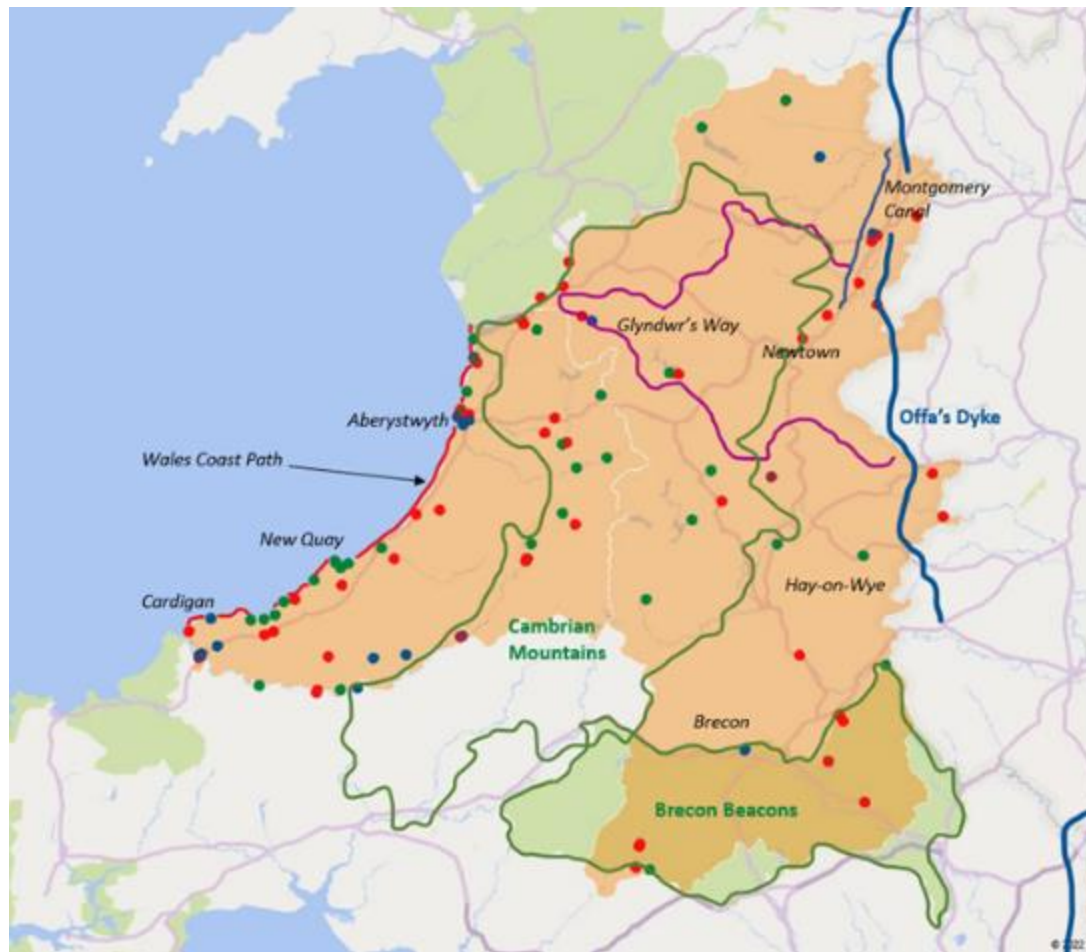 Montgomery
Canal
Glyndwr's Way
Newtown
Aberystwyth
Offa's Dyke
Wales Coast Path
New Quay
Hay-on-Wye
Cardigan
Cambrian
Mountains
Brecon
Brecon Beacons